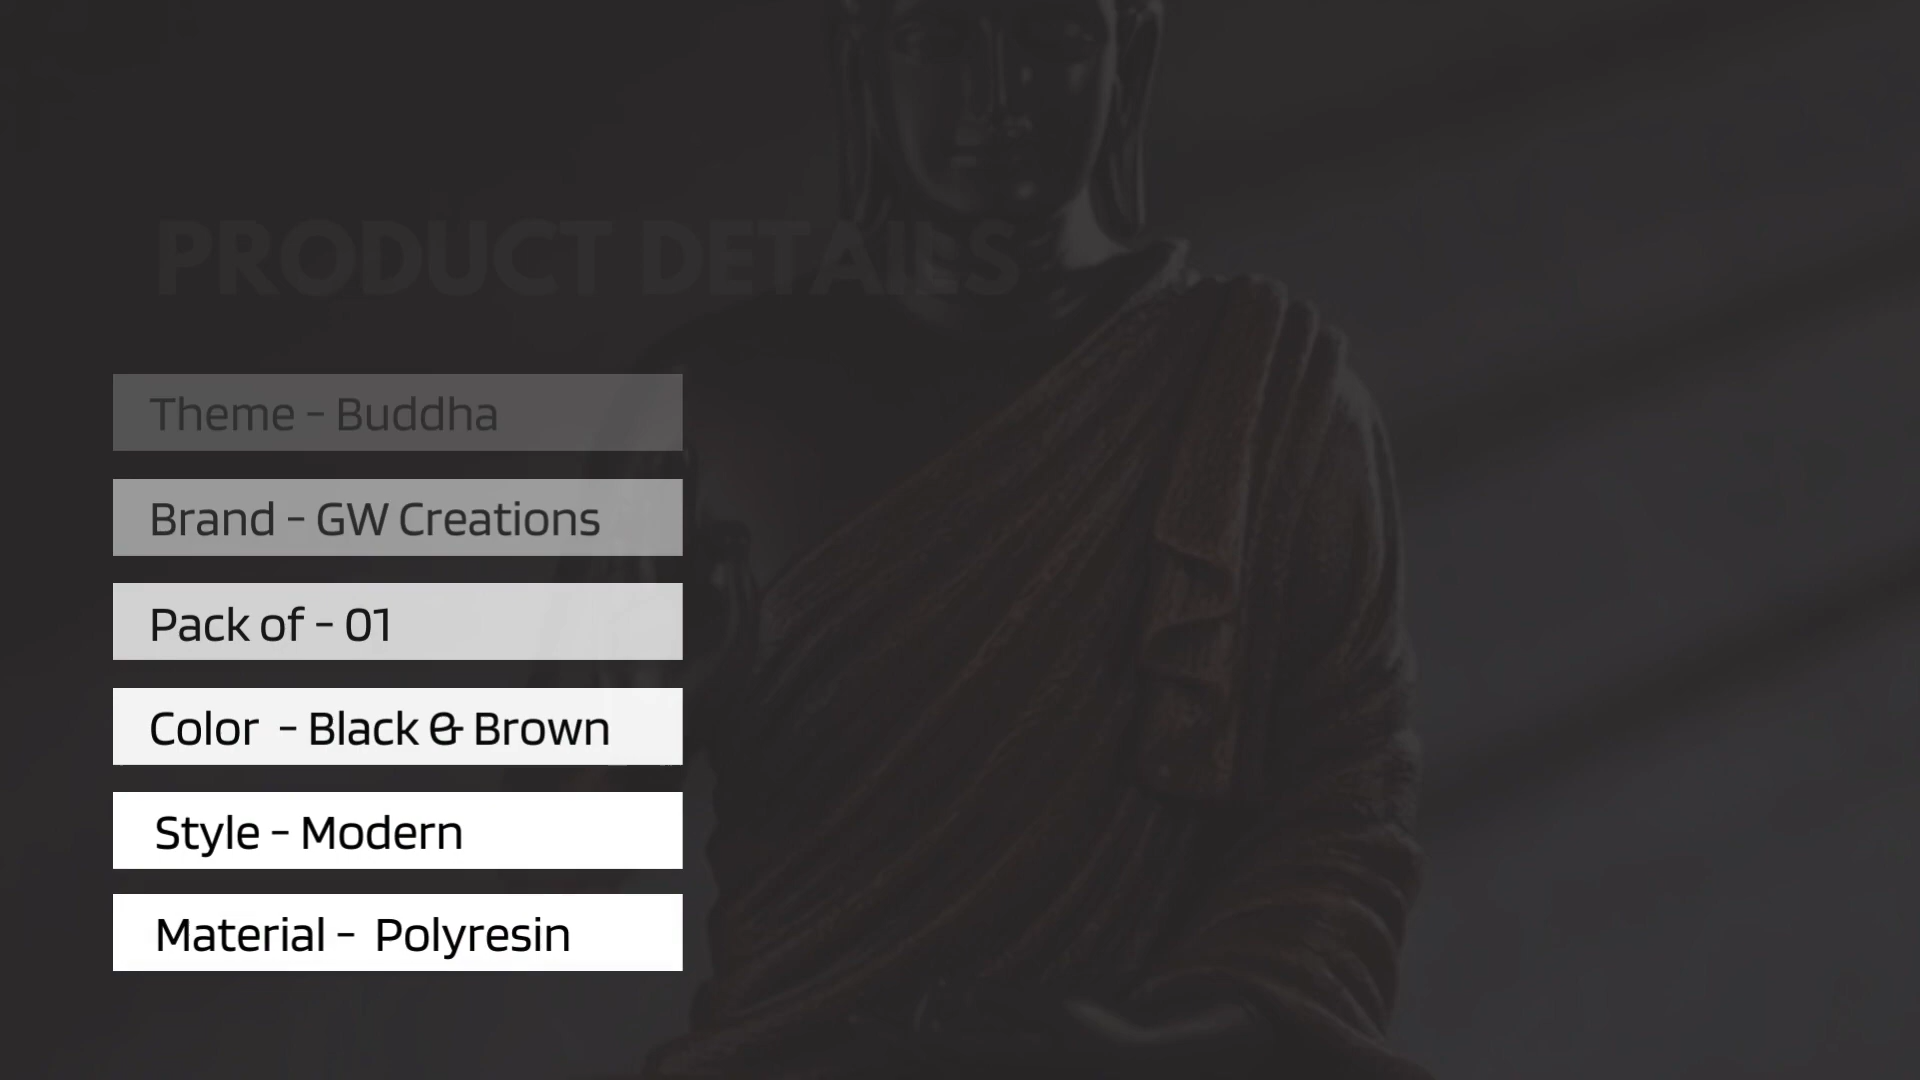 PRODUCT DETAILS
Theme - Buddha
Brand - GW Creations
Pack of - 01
Color - Black & Brown
Style - Modern
Material - Polyresin